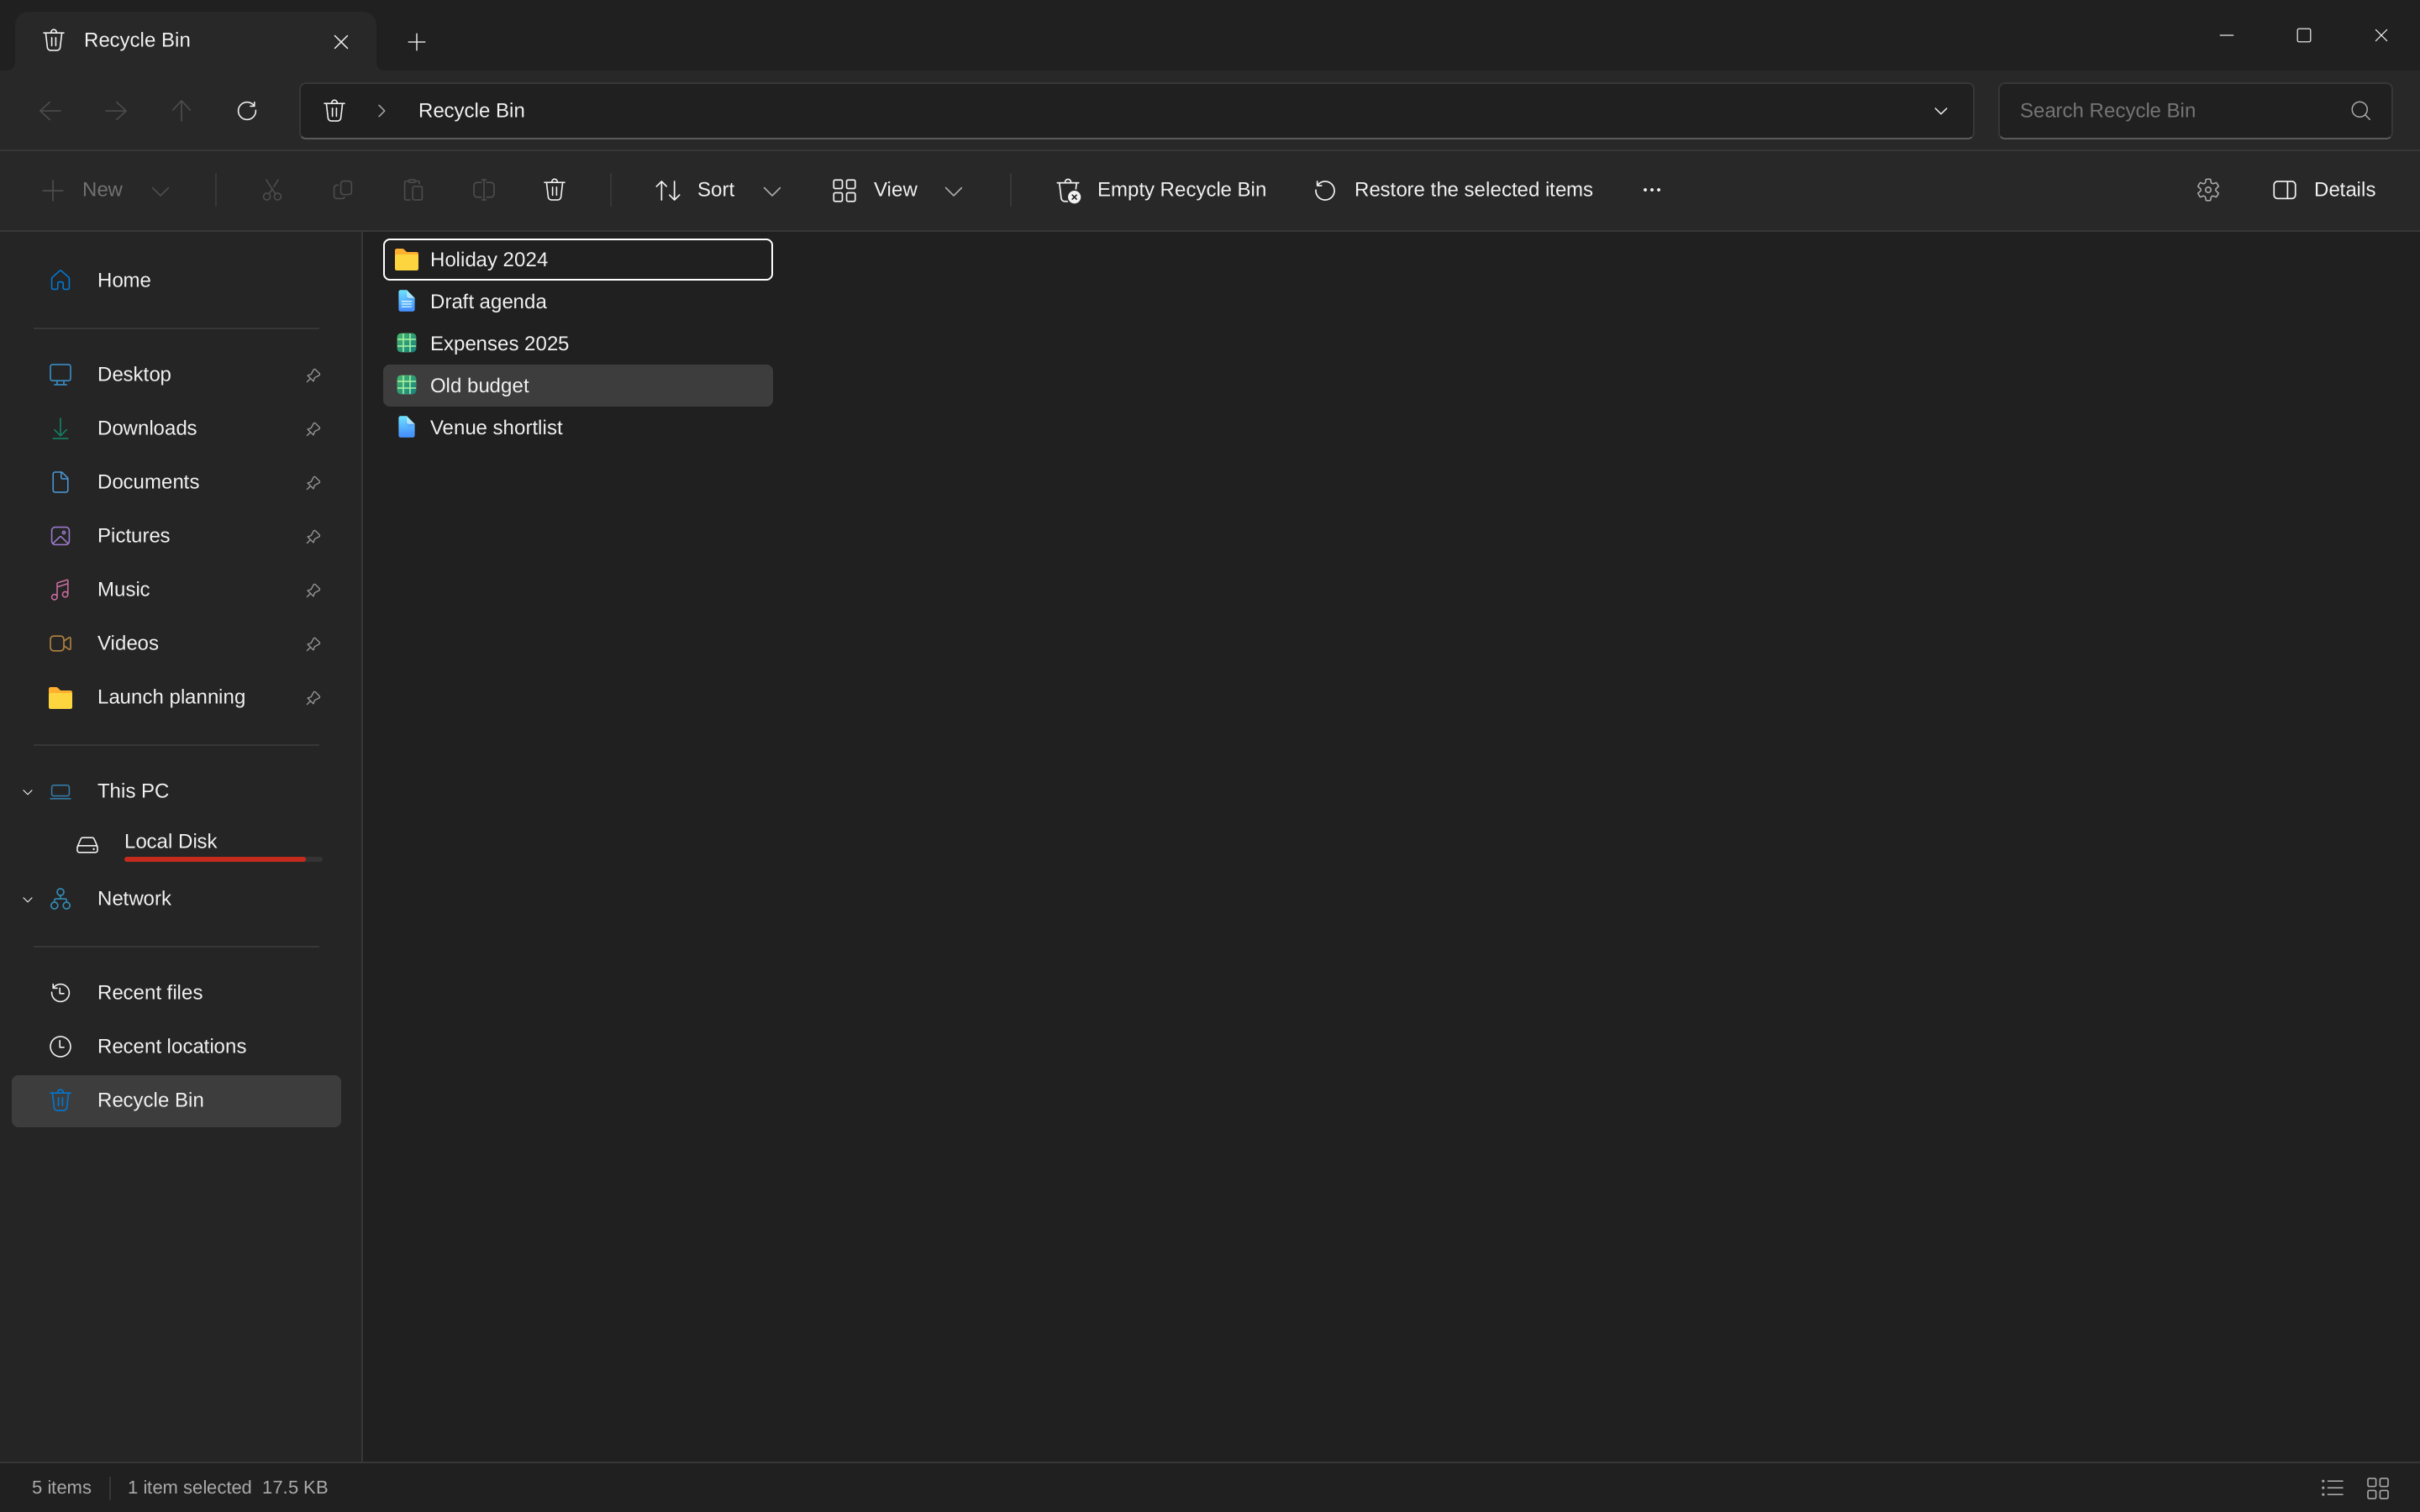 Recycle Bin
Recycle Bin
Search Recycle Bin
New
Sort
View
Empty Recycle Bin
Restore the selected items
Details
Home
Desktop
Downloads
Documents
Pictures
Music
Videos
Launch planning
This PC
Local Disk
Network
Recent files
Recent locations
Recycle Bin
Holiday 2024
Draft agenda
Expenses 2025
Old budget
Venue shortlist
5 items
1 item selected 17.5 KB